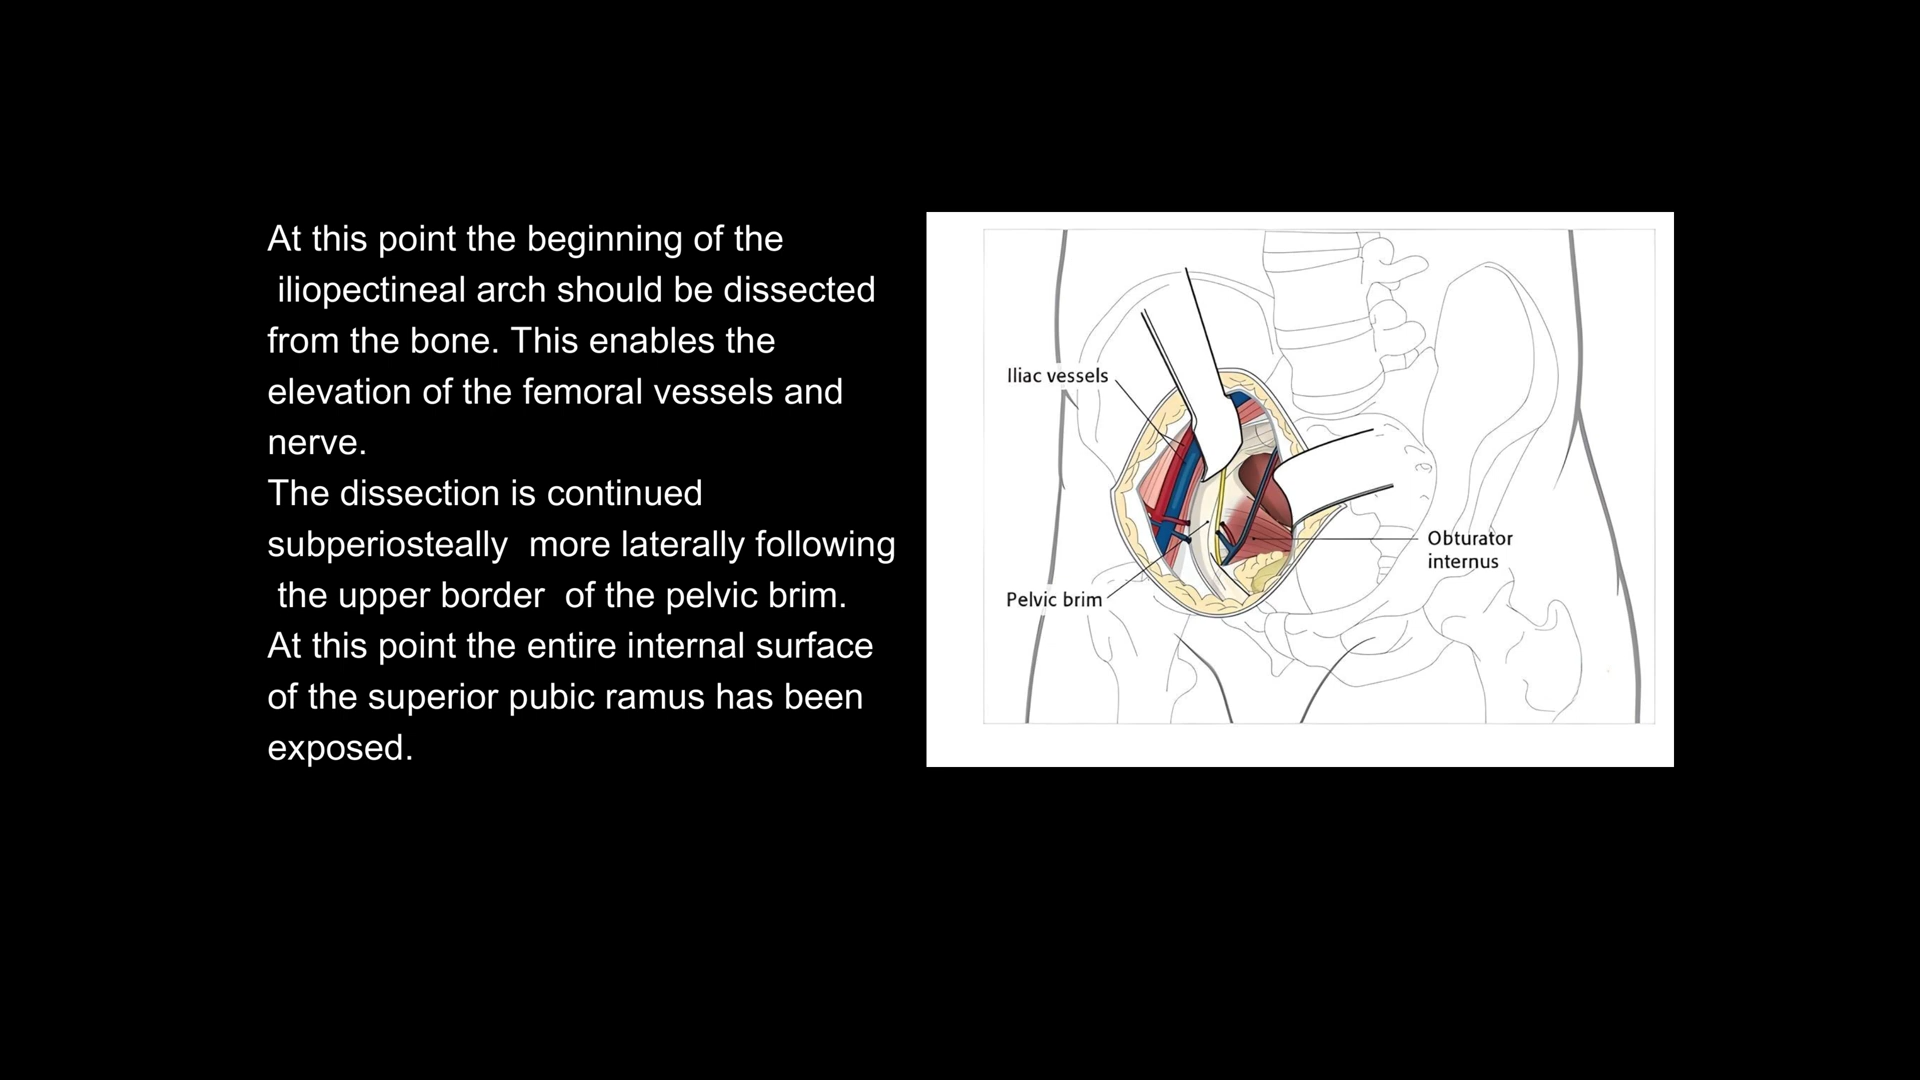 At this point the beginning of the
iliopectineal arch should be dissected
from the bone. This enables the
elevation of the femoral vessels and
nerve.
The dissection is continued
subperiosteally  more laterally following
the upper border  of the pelvic brim.
At this point the entire internal surface
of the superior pubic ramus has been
exposed.
Iliac vessels
Obturator
internus
Pelvic brim